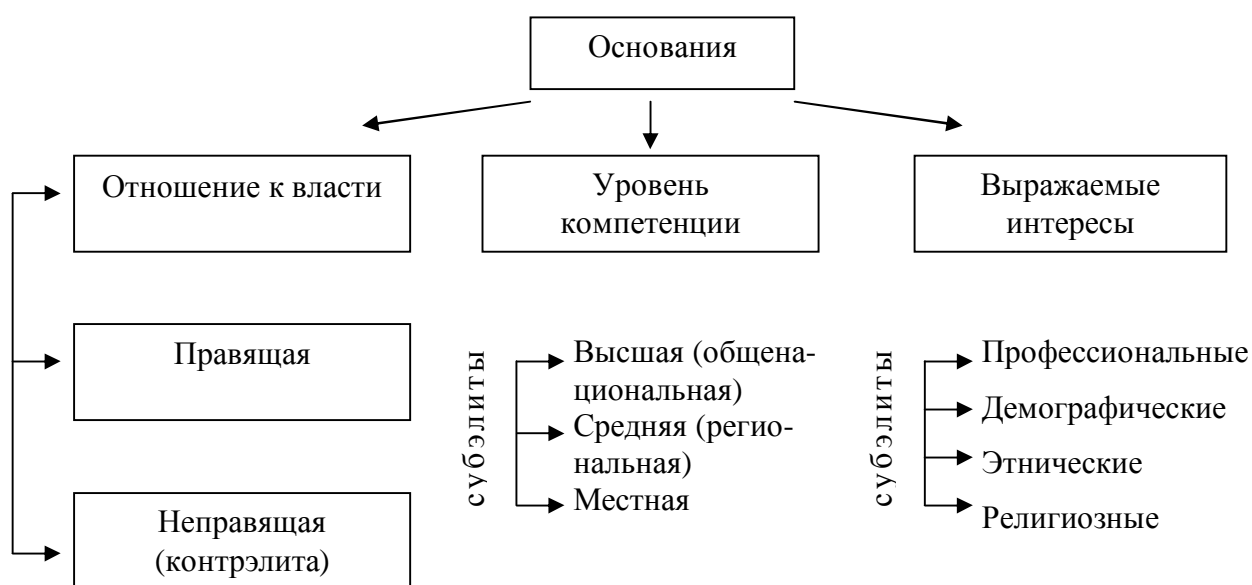 Основания
Отношение к власти
Уровень
компетенции
Выражаемые
интересы
Правящая
Неправящая
(контрэлита)
субэлиты
Высшая (общена-
циональная)
Средняя (регио-
нальная)
Местная
субэлиты
Профессиональные
Демографические
Этнические
Религиозные